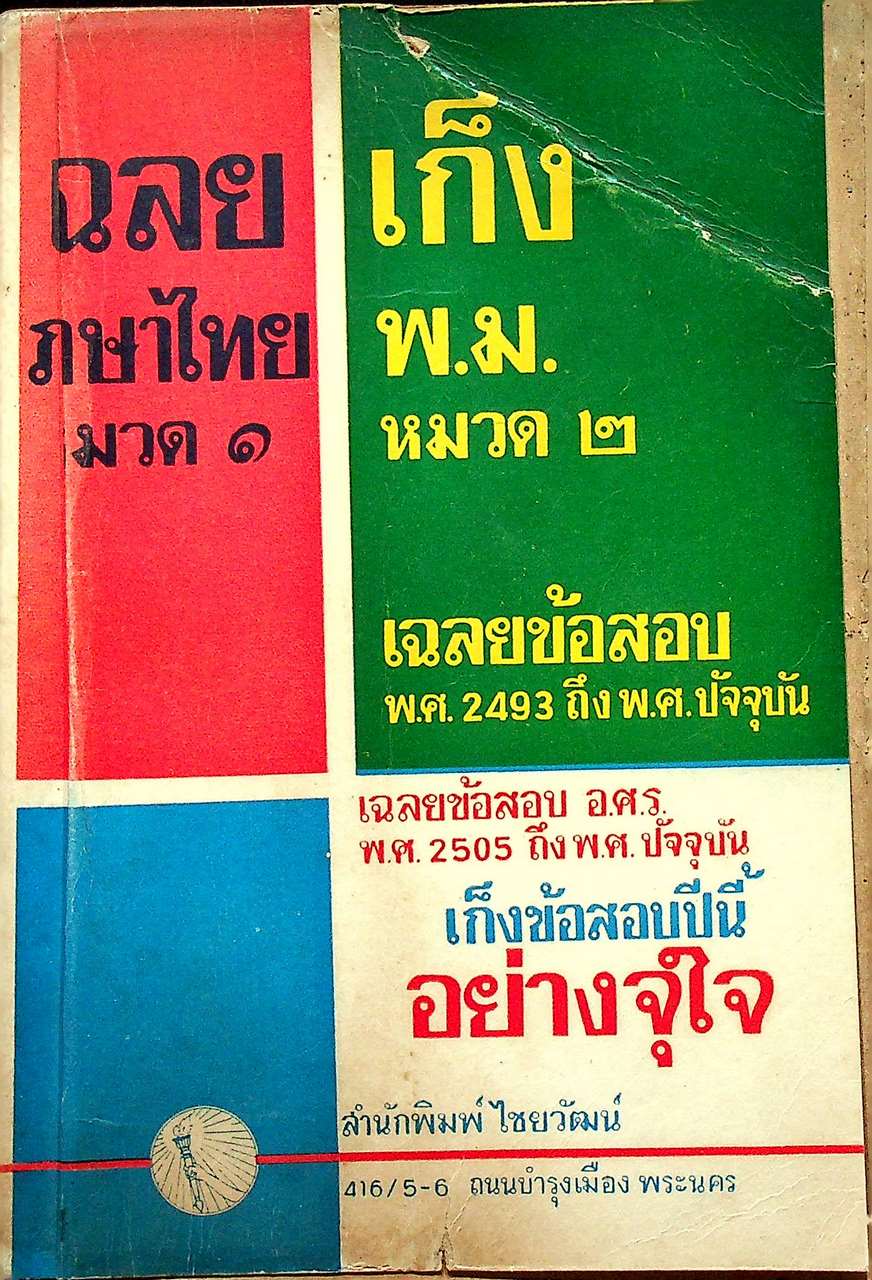 ฉลย
ภษาไทย
มวด ๑
เก็ง
พ.ม.
หมวด ๒
เฉลยข้อสอบ
พ.ศ. 2493 ถึง พ.ศ. ปัจจุบัน
เฉลยข้อสอบ อ.ศ.ร.
พ.ศ. 2505 ถึง พ.ศ. ปัจจุบัน
เก็งข้อสอบปีนี้
อย่างจุ๋ใจ
สำนักพิมพ์ ไชยวัฒน์
416/5-6 ถนนบำรุงเมือง พระนคร